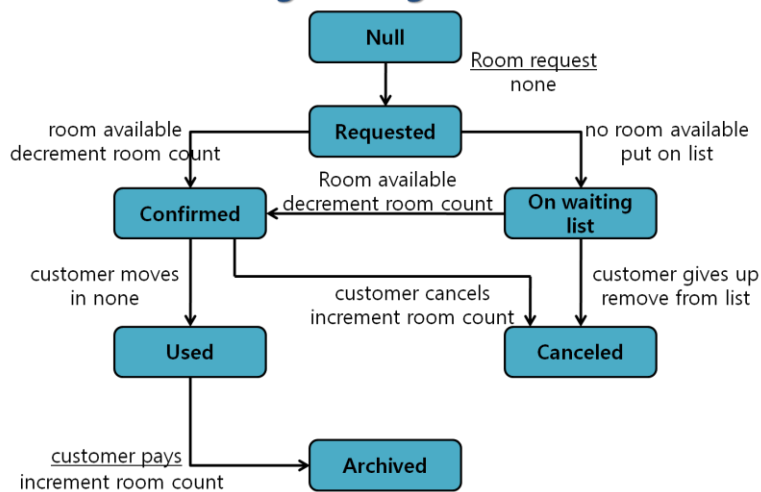 Null
Room request
none
Requested
room available
decrement room count
no room available
put on list
Room available
decrement room count
Confirmed
On waiting
list
customer moves
in none
customer cancels
increment room count
customer gives up
remove from list
Used
Canceled
customer pays
increment room count
Archived